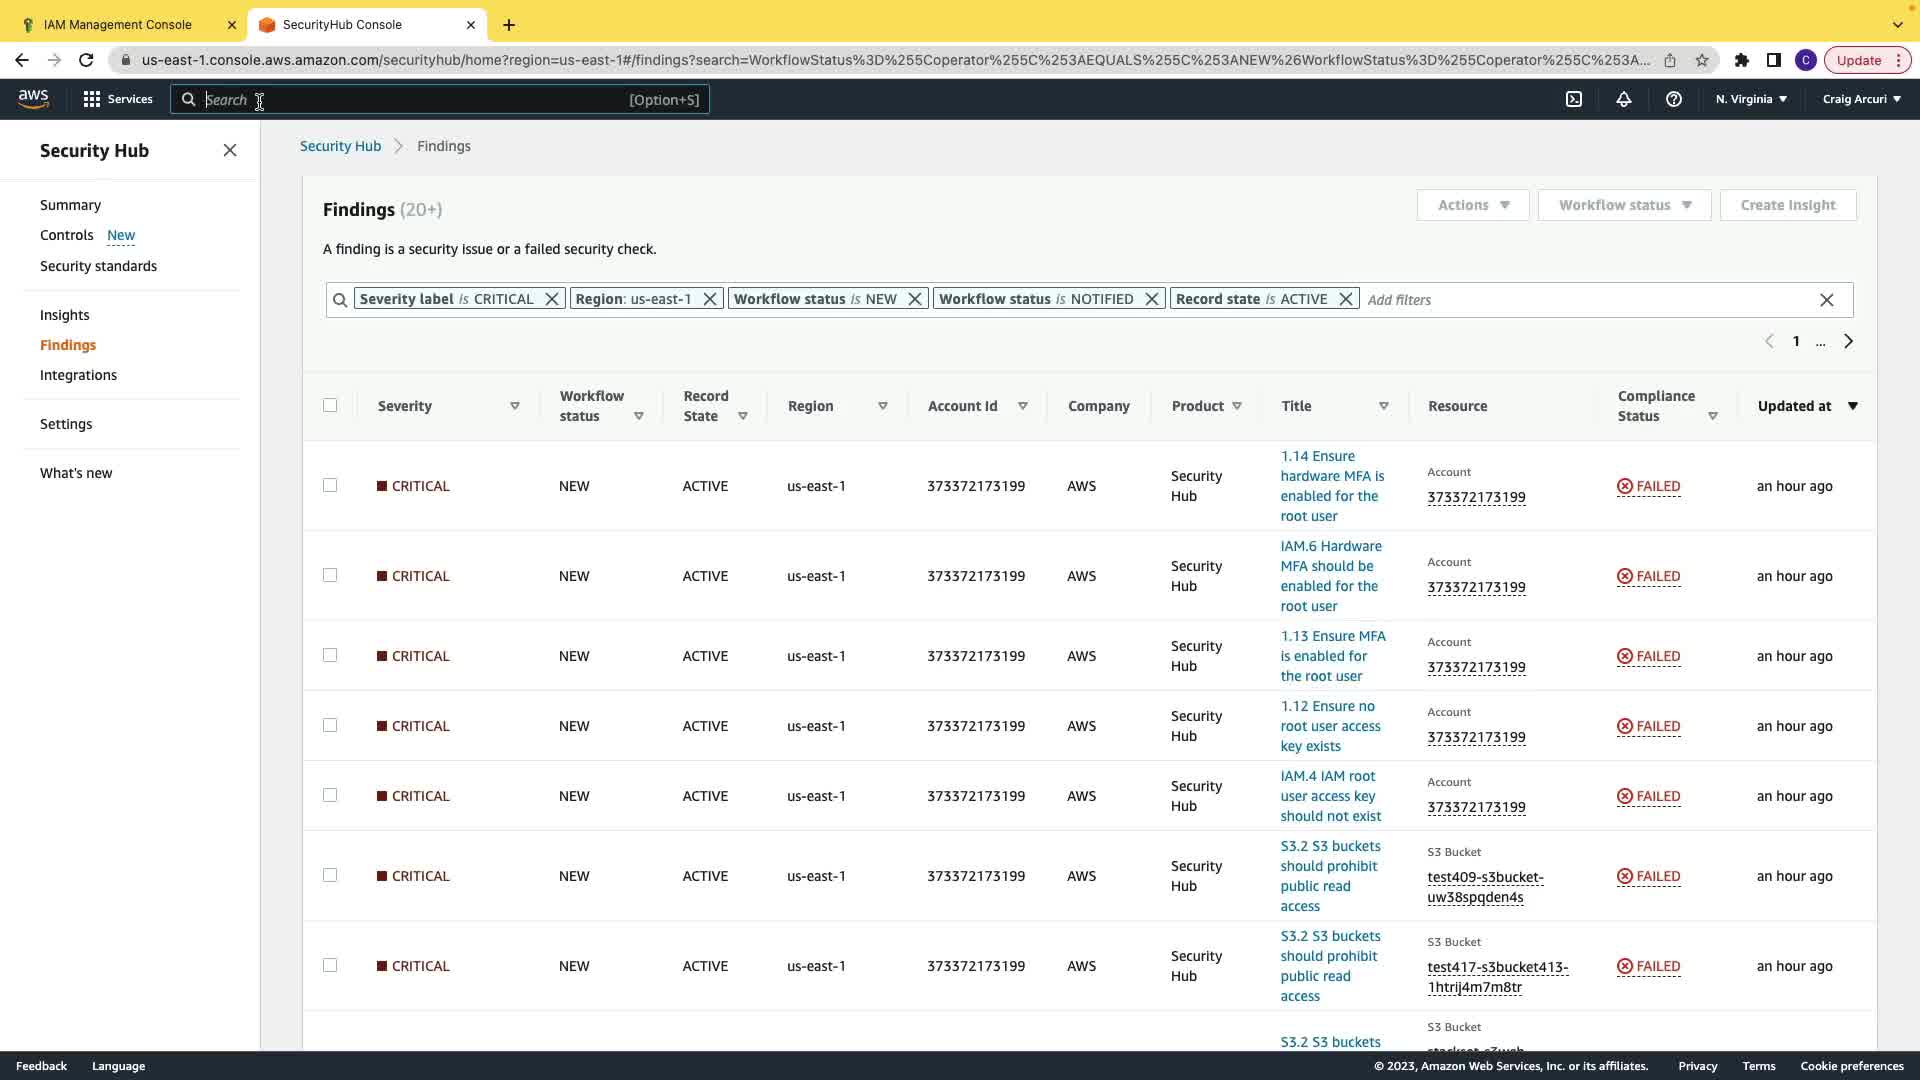 IAM Management Console
SecurityHub Console
us-east-1.console.aws.amazon.com/securityhub/home?region=us-east-1#/findings?search=WorkflowStatus%3D%255Coperator%255C%253AEQUALS%255C%253ANEW%26WorkflowStatus%3D%255Coperator%255C%253A...
C
Update
aws
Services
Search
[Option+S]
N. Virginia
Craig Arcuri
Security Hub
Summary
Controls New
Security standards
Insights
Findings
Integrations
Settings
What's new
Security Hub > Findings
Findings (20+)
Actions
Workflow status
Create Insight
A finding is a security issue or a failed security check.
Severity label is CRITICAL
Region: us-east-1
Workflow status is NEW
Workflow status is NOTIFIED
Record state is ACTIVE
Add filters
1 ...
Severity
Workflow
status
Record
State
Region
Account Id
Company
Product
Title
Resource
Compliance
Status
Updated at
CRITICAL
NEW
ACTIVE
us-east-1
373372173199
AWS
Security
Hub
1.14 Ensure
hardware MFA is
enabled for the
root user
Account
373372173199
FAILED
an hour ago
CRITICAL
NEW
ACTIVE
us-east-1
373372173199
AWS
Security
Hub
IAM.6 Hardware
MFA should be
enabled for the
root user
Account
373372173199
FAILED
an hour ago
CRITICAL
NEW
ACTIVE
us-east-1
373372173199
AWS
Security
Hub
1.13 Ensure MFA
is enabled for
the root user
Account
373372173199
FAILED
an hour ago
CRITICAL
NEW
ACTIVE
us-east-1
373372173199
AWS
Security
Hub
1.12 Ensure no
root user access
key exists
Account
373372173199
FAILED
an hour ago
CRITICAL
NEW
ACTIVE
us-east-1
373372173199
AWS
Security
Hub
IAM.4 IAM root
user access key
should not exist
Account
373372173199
FAILED
an hour ago
CRITICAL
NEW
ACTIVE
us-east-1
373372173199
AWS
Security
Hub
S3.2 S3 buckets
should prohibit
public read
access
S3 Bucket
test409-s3bucket-
uw38spqden4s
FAILED
an hour ago
CRITICAL
NEW
ACTIVE
us-east-1
373372173199
AWS
Security
Hub
S3.2 S3 buckets
should prohibit
public read
access
S3 Bucket
test417-s3bucket413-
1htrij4m7m8tr
FAILED
an hour ago
S3.2 S3 buckets
S3 Bucket
Feedback
Language
© 2023, Amazon Web Services, Inc. or its affiliates.
Privacy
Terms
Cookie preferences